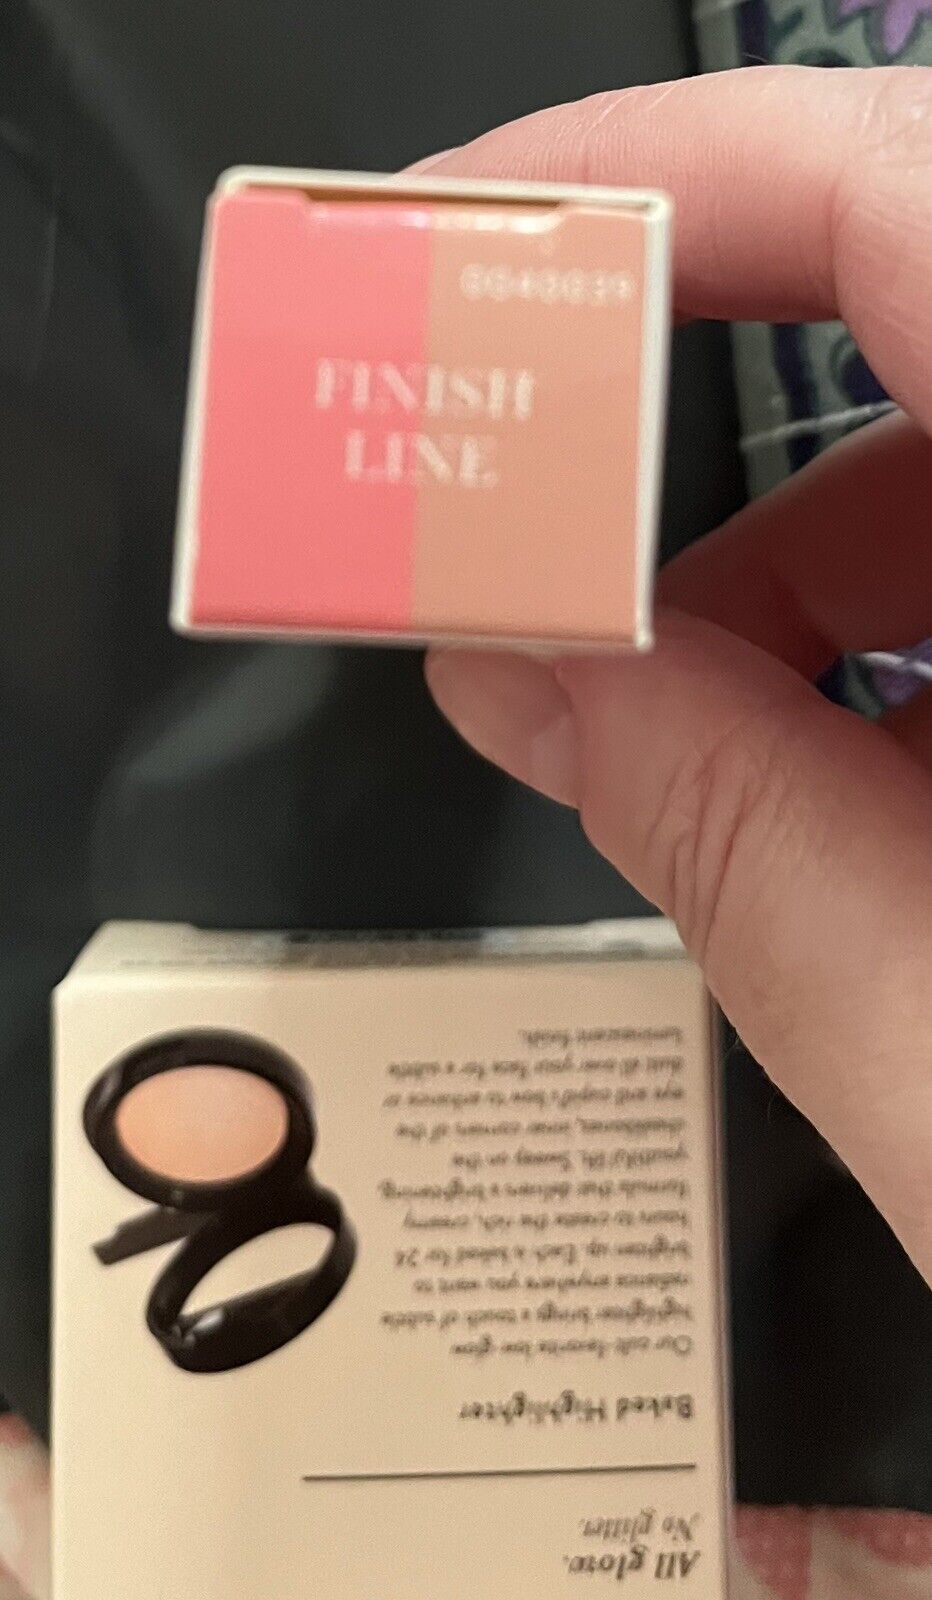 FINISH
LINE
All glow.
No glitter.
Baked Highlighter
Our cult-favorite low glow
highlighter brings a touch of subtle
radiance anywhere you want to
brighten up. Each is baked for 24
hours to create the rich, creamy
formula that delivers a brightening,
youthful lift. Sweep on the
cheekbones, inner corners of the
eye and cupid's bow to enhance or
dust all over your face for a subtle
luminescent finish.